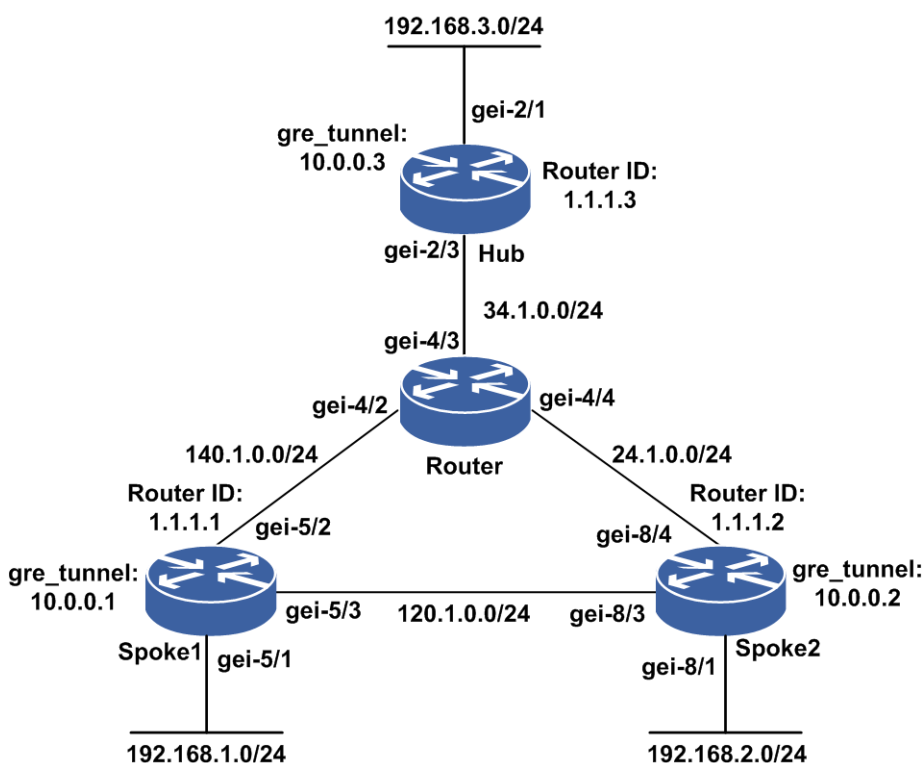 192.168.3.0/24
gei-2/1
gre_tunnel:
10.0.0.3
Router ID:
1.1.1.3
gei-2/3
Hub
34.1.0.0/24
gei-4/3
gei-4/2
gei-4/4
140.1.0.0/24
Router
24.1.0.0/24
Router ID:
1.1.1.1
gei-5/2
Router ID:
1.1.1.2
gei-8/4
gre_tunnel:
10.0.0.1
gre_tunnel:
10.0.0.2
gei-5/3
120.1.0.0/24
gei-8/3
Spoke1
gei-5/1
Spoke2
gei-8/1
192.168.1.0/24
192.168.2.0/24